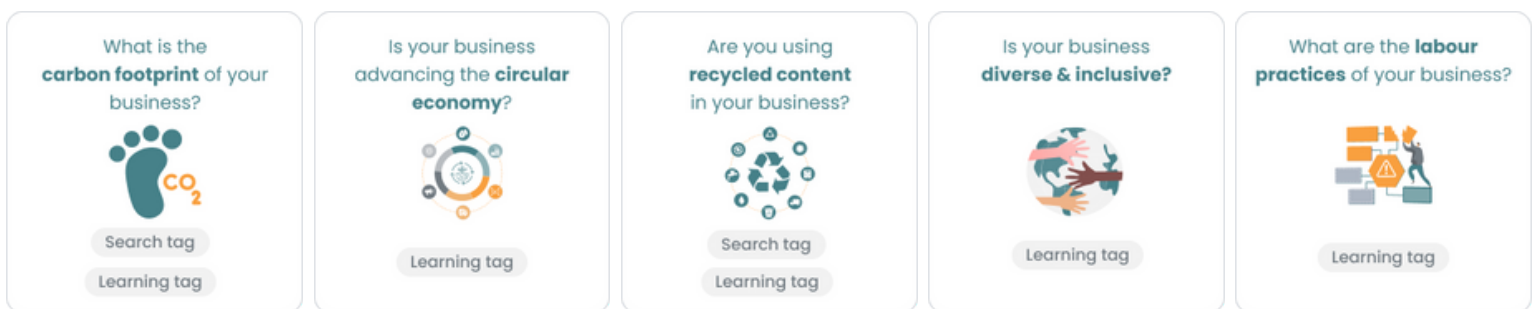 What is the
carbon footprint of your
business?
CO2
Search tag
Learning tag
Is your business
advancing the circular
economy?
Learning tag
Are you using
recycled content
in your business?
Search tag
Learning tag
Is your business
diverse & inclusive?
Learning tag
What are the labour
practices of your business?
Learning tag